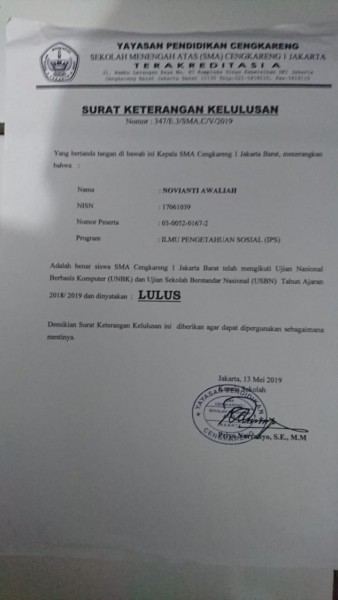 YAYASAN PENDIDIKAN CENGKARENG
SEKOLAH MENENGAH ATAS (SMA) CENGKARENG 1 JAKARTA
TERAKREDITASI A
SURAT KETERANGAN KELULUSAN
Nomor : 347/E.3/SMA.C/V/2019
Yang bertanda tangan di bawah ini Kepala SMA Cengkareng 1 Jakarta Barat, menerangkan
bahwa :
Nama : NOVIANTI AWALIAH
NISN : 17061039
Nomor Peserta : 03-0052-0167-2
Program : ILMU PENGETAHUAN SOSIAL (IPS)
Adalah benar siswa SMA Cengkareng 1 Jakarta Barat telah mengikuti Ujian Nasional
Berbasis Komputer (UNBK) dan Ujian Sekolah Berstandar Nasional (USBN) Tahun Ajaran
2018/ 2019 dan dinyatakan : LULUS
Demikian Surat Keterangan Kelulusan ini diberikan agar dapat dipergunakan sebagaimana
mestinya.
Jakarta, 13 Mei 2019
Kepala Sekolah
YAYASAN PENDIDIKAN
S.E., M.M